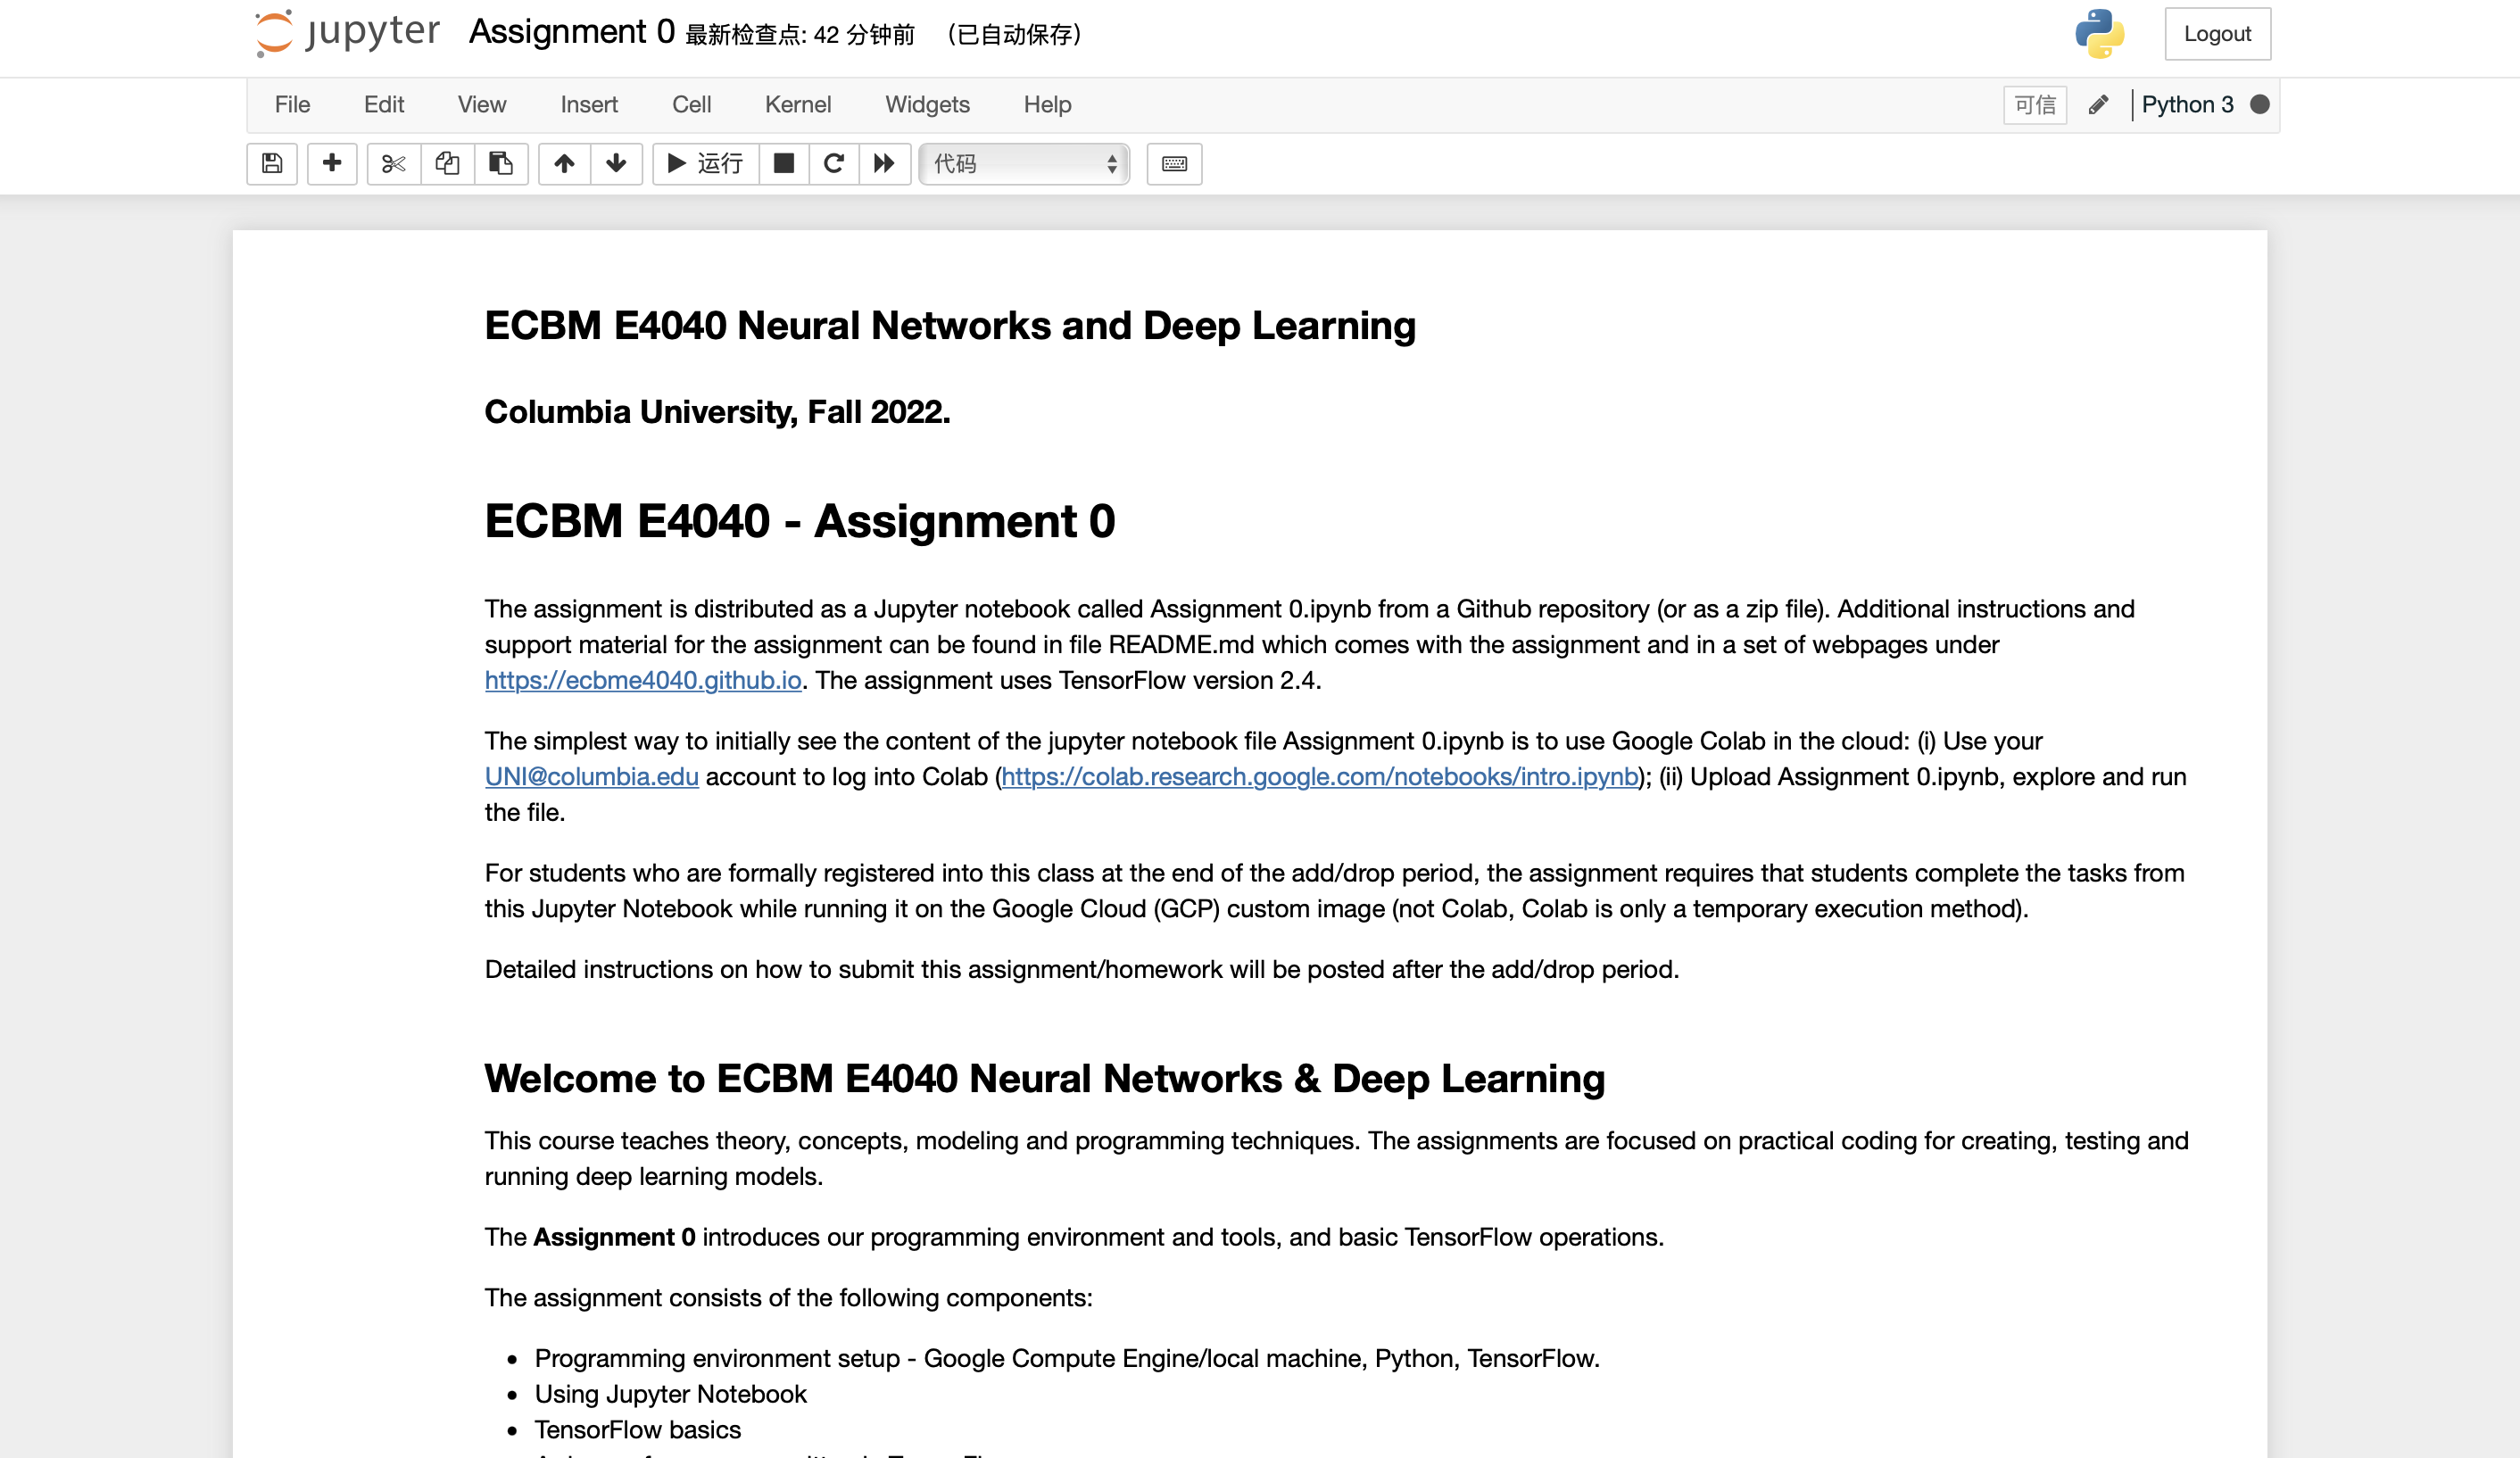 jupyter Assignment 0 最新检查点: 42 分钟前 (已自动保存) Logout
File Edit View Insert Cell Kernel Widgets Help 可信 Python 3
运行 代码
ECBM E4040 Neural Networks and Deep Learning
Columbia University, Fall 2022.
ECBM E4040 - Assignment 0
The assignment is distributed as a Jupyter notebook called Assignment 0.ipynb from a Github repository (or as a zip file). Additional instructions and
support material for the assignment can be found in file README.md which comes with the assignment and in a set of webpages under
https://ecbme4040.github.io. The assignment uses TensorFlow version 2.4.
The simplest way to initially see the content of the jupyter notebook file Assignment 0.ipynb is to use Google Colab in the cloud: (i) Use your
UNI@columbia.edu account to log into Colab (https://colab.research.google.com/notebooks/intro.ipynb); (ii) Upload Assignment 0.ipynb, explore and run
the file.
For students who are formally registered into this class at the end of the add/drop period, the assignment requires that students complete the tasks from
this Jupyter Notebook while running it on the Google Cloud (GCP) custom image (not Colab, Colab is only a temporary execution method).
Detailed instructions on how to submit this assignment/homework will be posted after the add/drop period.
Welcome to ECBM E4040 Neural Networks & Deep Learning
This course teaches theory, concepts, modeling and programming techniques. The assignments are focused on practical coding for creating, testing and
running deep learning models.
The Assignment 0 introduces our programming environment and tools, and basic TensorFlow operations.
The assignment consists of the following components:
• Programming environment setup - Google Compute Engine/local machine, Python, TensorFlow.
• Using Jupyter Notebook
• TensorFlow basics